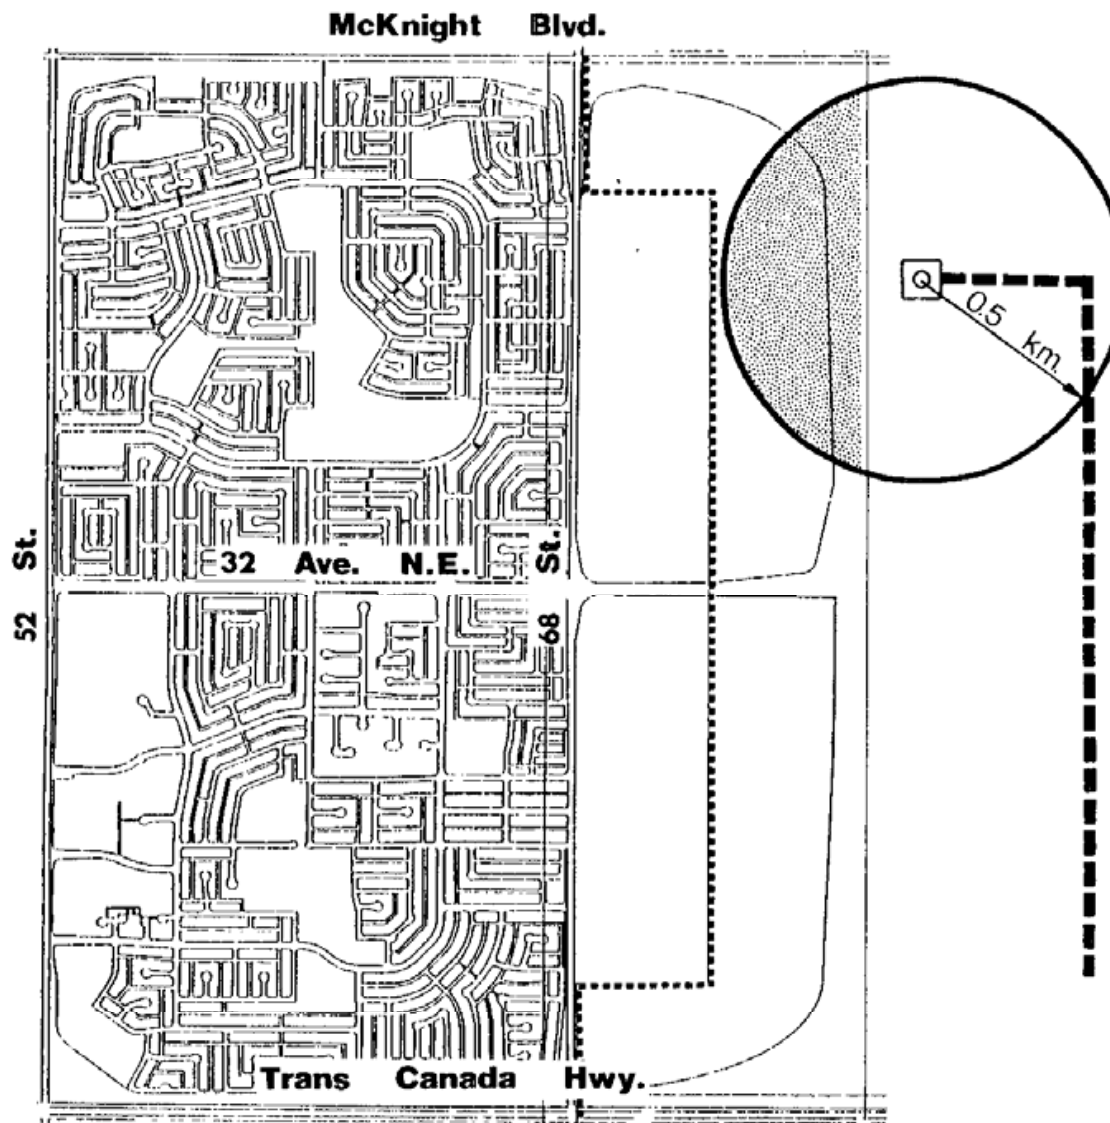 McKnight Blvd.
0.5 km
32 Ave. N.E.
52 St.
68 St.
Trans Canada Hwy.